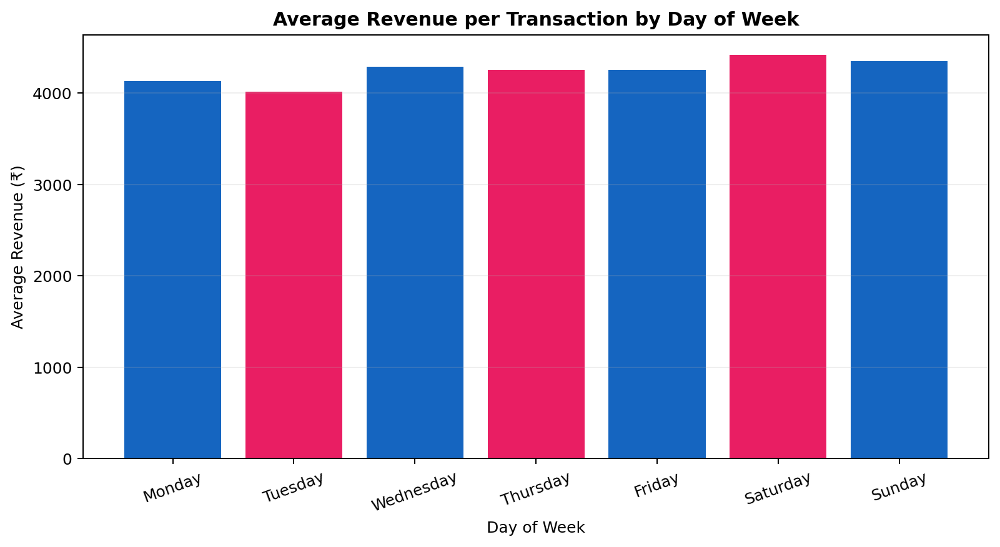 Average Revenue per Transaction by Day of Week
Average Revenue (₹)
4000
3000
2000
1000
0
Monday
Tuesday
Wednesday
Thursday
Friday
Saturday
Sunday
Day of Week